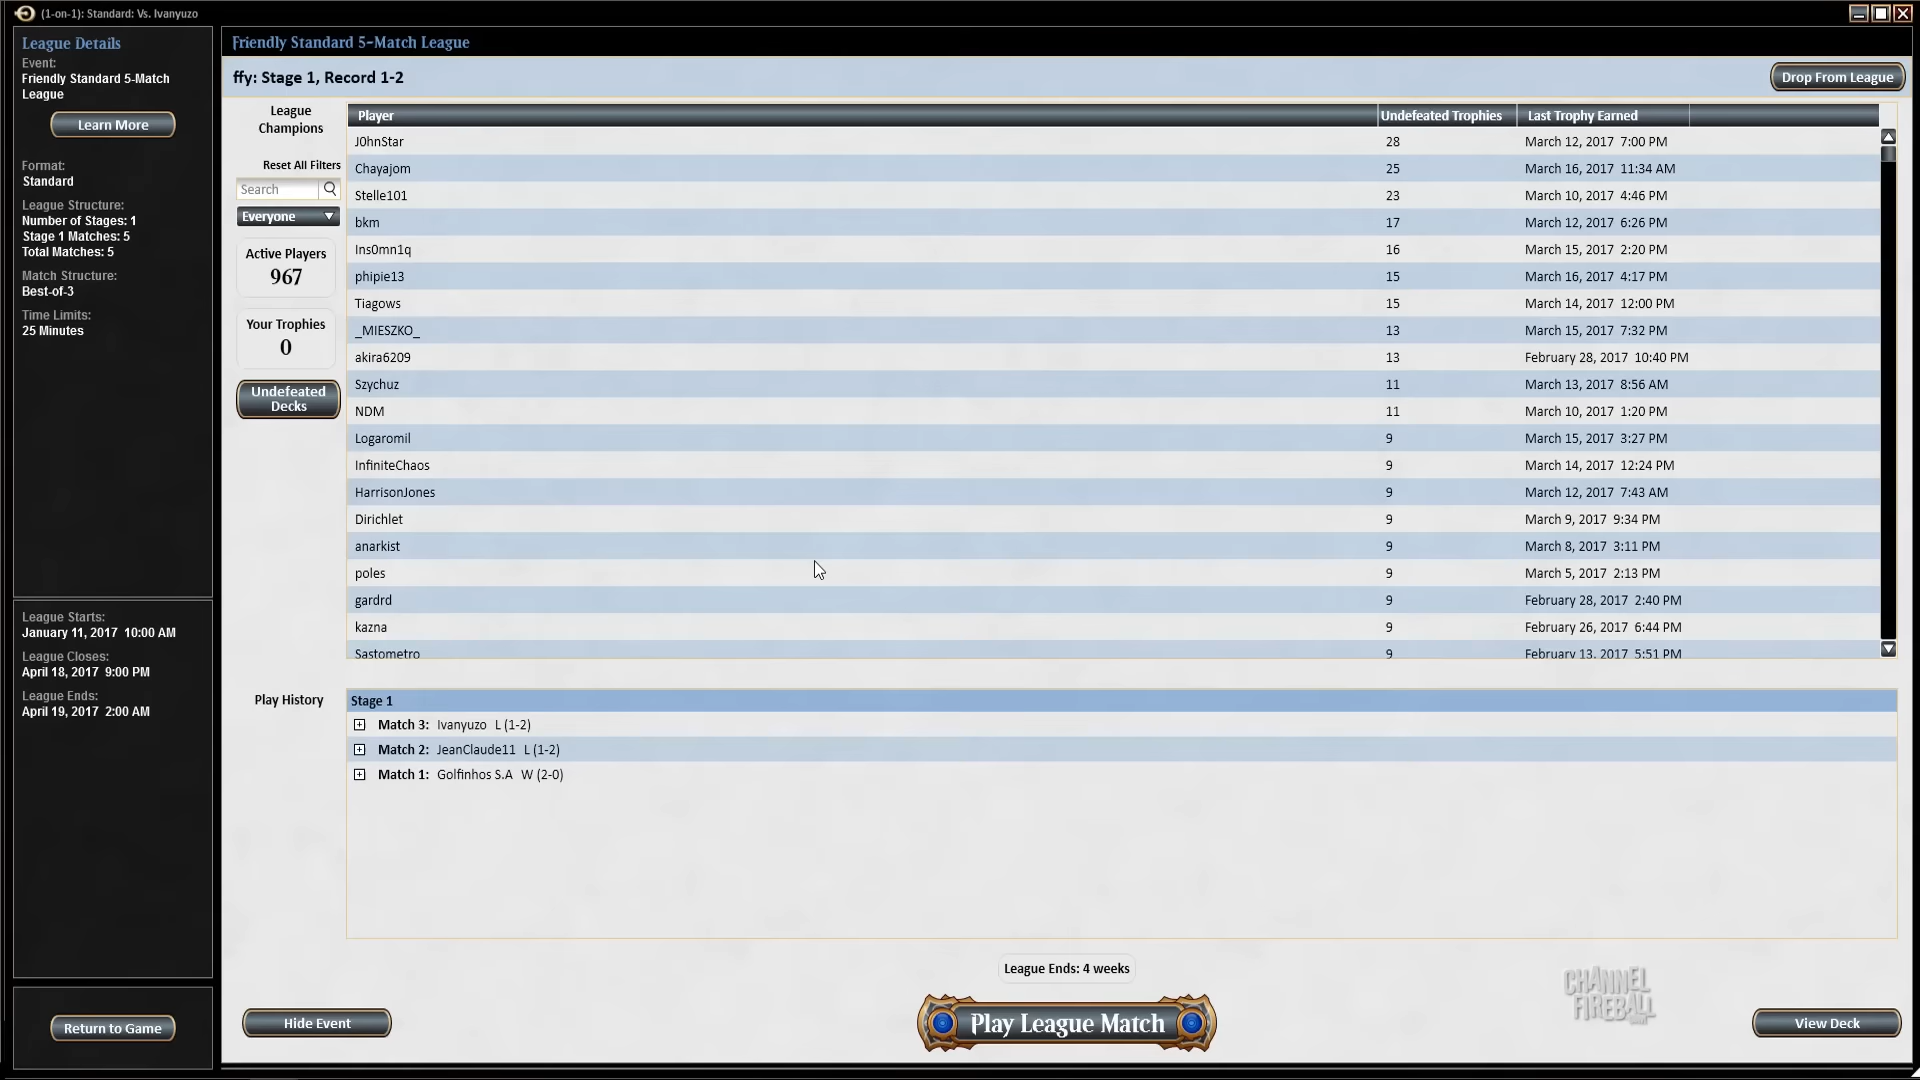 (1-on-1): Standard: Vs. Ivanyuzo
League Details
Event:
Friendly Standard 5-Match
League
Learn More
Format:
Standard
League Structure:
Number of Stages: 1
Stage 1 Matches: 5
Total Matches: 5
Match Structure:
Best-of-3
Time Limits:
25 Minutes
League Starts:
January 11, 2017 10:00 AM
League Closes:
April 18, 2017 9:00 PM
League Ends:
April 19, 2017 2:00 AM
Return to Game
Friendly Standard 5-Match League
ffy: Stage 1, Record 1-2
Drop From League
League
Champions
Reset All Filters
Search
Everyone
Active Players
967
Your Trophies
0
Undefeated
Decks
Player Undefeated Trophies Last Trophy Earned
J0hnStar 28 March 12, 2017 7:00 PM
Chayajom 25 March 16, 2017 11:34 AM
Stelle101 23 March 10, 2017 4:46 PM
bkm 17 March 12, 2017 6:26 PM
Ins0mn1q 16 March 15, 2017 2:20 PM
phipie13 15 March 16, 2017 4:17 PM
Tiagows 15 March 14, 2017 12:00 PM
_MIESZKO_ 13 March 15, 2017 7:32 PM
akira6209 13 February 28, 2017 10:40 PM
Szychuz 11 March 13, 2017 8:56 AM
NDM 11 March 10, 2017 1:20 PM
Logaromil 9 March 15, 2017 3:27 PM
InfiniteChaos 9 March 14, 2017 12:24 PM
HarrisonJones 9 March 12, 2017 7:43 AM
Dirichlet 9 March 9, 2017 9:34 PM
anarkist 9 March 8, 2017 3:11 PM
poles 9 March 5, 2017 2:13 PM
gardrd 9 February 28, 2017 2:40 PM
kazna 9 February 26, 2017 6:44 PM
Sastometro 9 February 13, 2017 5:51 PM
Play History
Stage 1
Match 3: Ivanyuzo L (1-2)
Match 2: JeanClaude11 L (1-2)
Match 1: Golfinhos S.A W (2-0)
League Ends: 4 weeks
Hide Event
Play League Match
CHANNEL
FIREBALL
View Deck